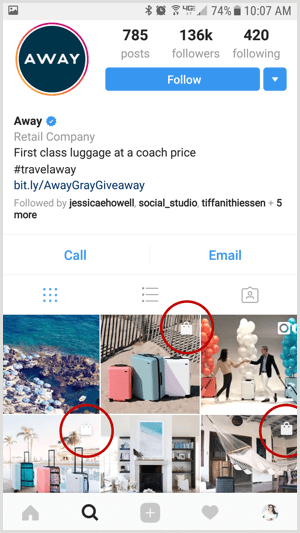 74% 10:07 AM
AWAY
785 136k 420
posts followers following
Follow
Away
Retail Company
First class luggage at a coach price
#travelaway
bit.ly/AwayGrayGiveaway
Followed by jessicaehowell, social_studio, tiffanithiessen + 5
more
Call Email